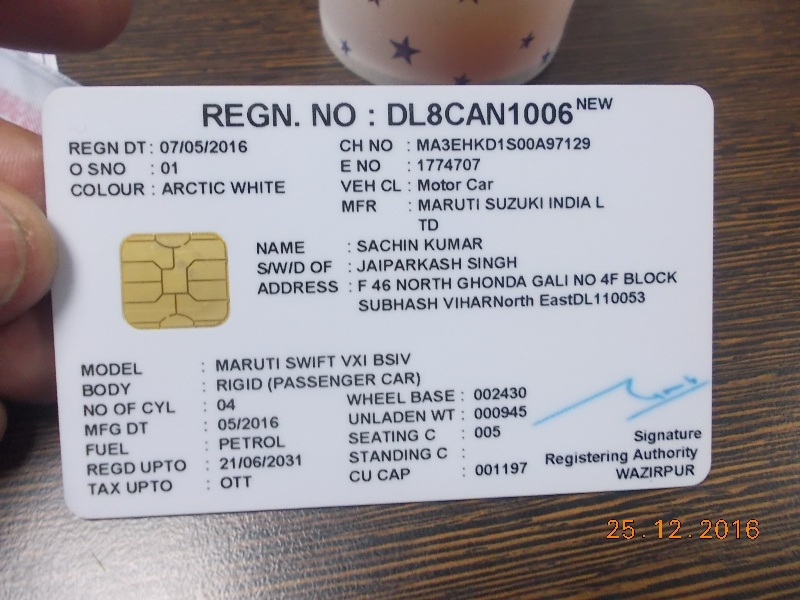 REGN. NO : DL8CAN1006 NEW
REGN DT : 07/05/2016
O SNO : 01
COLOUR : ARCTIC WHITE
CH NO : MA3EHKD1S00A97129
E NO : 1774707
VEH CL : Motor Car
MFR : MARUTI SUZUKI INDIA L
TD
NAME : SACHIN KUMAR
S/W/D OF : JAIPARKASH SINGH
ADDRESS : F 46 NORTH GHONDA GALI NO 4F BLOCK
SUBHASH VIHARNorth EastDL110053
MODEL : MARUTI SWIFT VXI BSIV
BODY : RIGID (PASSENGER CAR)
NO OF CYL : 04
MFG DT : 05/2016
FUEL : PETROL
REGD UPTO : 21/06/2031
TAX UPTO : OTT
WHEEL BASE : 002430
UNLADEN WT : 000945
SEATING C : 005
STANDING C :
CU CAP : 001197
Signature
Registering Authority
WAZIRPUR
25.12.2016